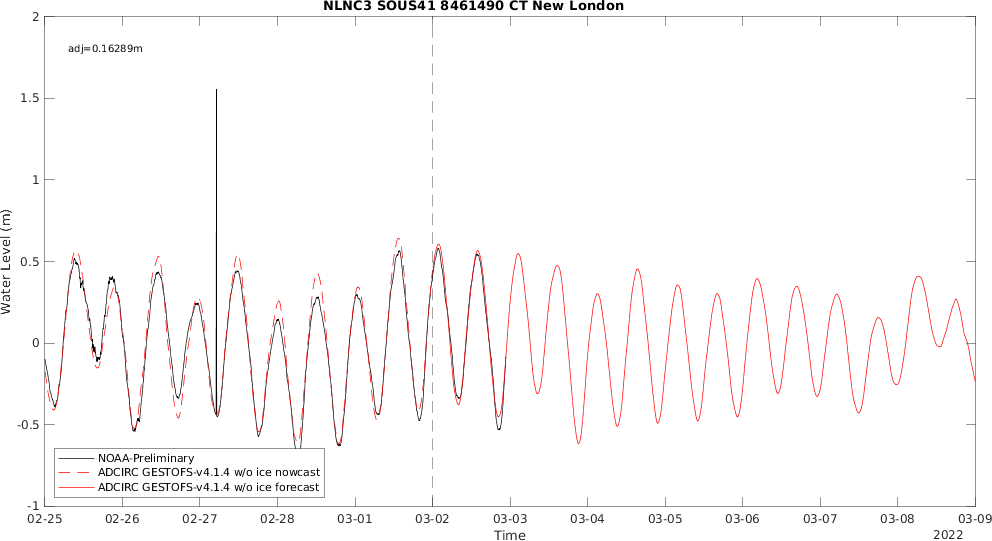 NLNC3 SOUS41 8461490 CT New London
adj=0.16289m
Water Level (m)
2
1.5
1
0.5
0
-0.5
-1
NOAA-Preliminary
ADCIRC GESTOFS-v4.1.4 w/o ice nowcast
ADCIRC GESTOFS-v4.1.4 w/o ice forecast
02-25 02-26 02-27 02-28 03-01 03-02 03-03 03-04 03-05 03-06 03-07 03-08 03-09
Time
2022